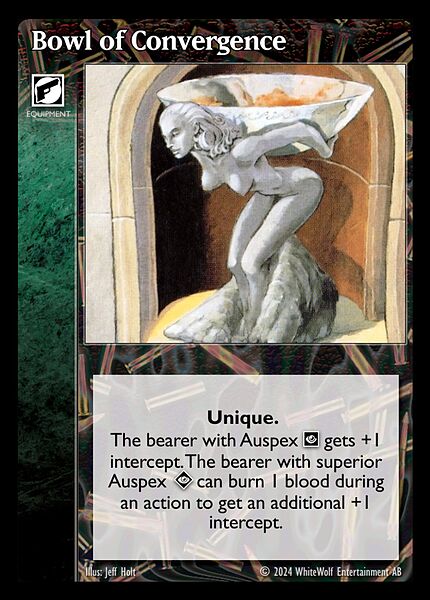 Bowl of Convergence
EQUIPMENT
Unique.
The bearer with Auspex gets +1
intercept.The bearer with superior
Auspex can burn 1 blood during
an action to get an additional +1
intercept.
Illus: Jeff Holt © 2024 WhiteWolf Entertainment AB